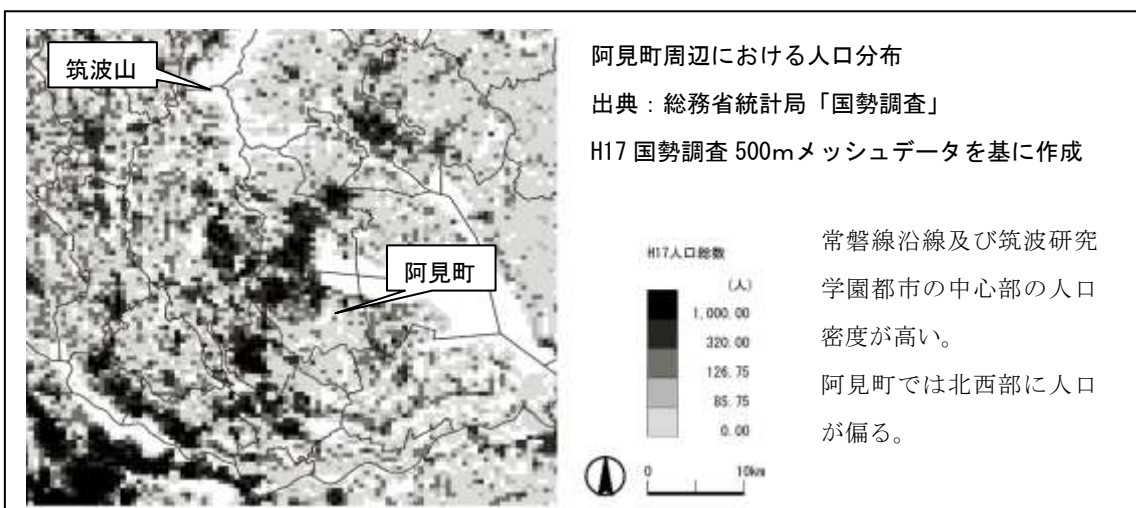 筑波山
阿見町
阿見町周辺における人口分布
出典：総務省統計局「国勢調査」
H17 国勢調査 500mメッシュデータを基に作成
H17人口総数
(人)
1,000.00
320.00
126.75
85.75
0.00
0 10km
常磐線沿線及び筑波研究
学園都市の中心部の人口
密度が高い。
阿見町では北西部に人口
が偏る。